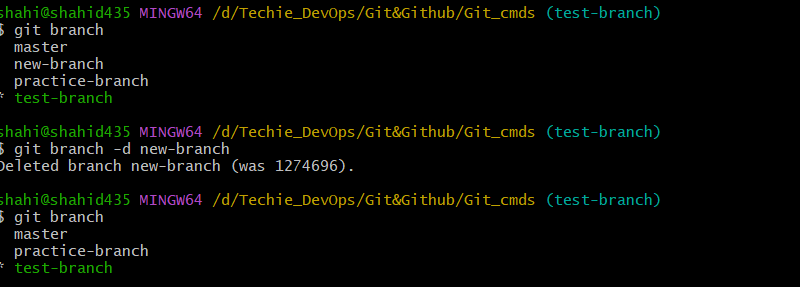 shahi@shahid435 MINGW64 /d/Techie_DevOps/Git&Github/Git_cmds (test-branch)
$ git branch
  master
  new-branch
  practice-branch
* test-branch

shahi@shahid435 MINGW64 /d/Techie_DevOps/Git&Github/Git_cmds (test-branch)
$ git branch -d new-branch
Deleted branch new-branch (was 1274696).

shahi@shahid435 MINGW64 /d/Techie_DevOps/Git&Github/Git_cmds (test-branch)
$ git branch
  master
  practice-branch
* test-branch